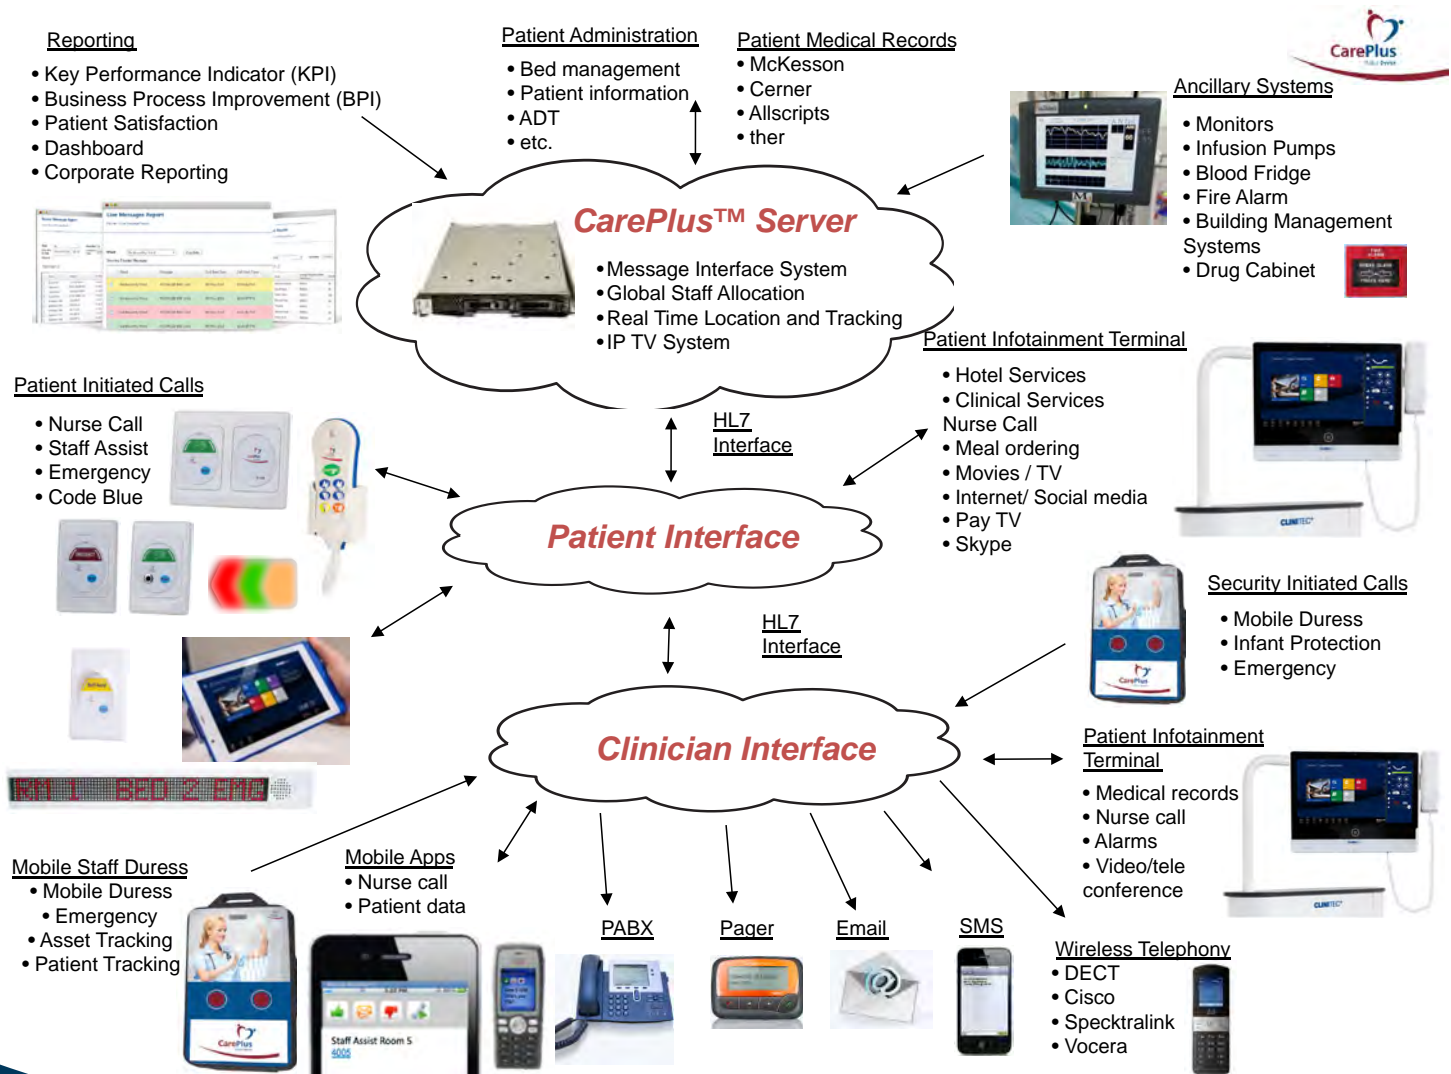 Reporting
• Key Performance Indicator (KPI)
• Business Process Improvement (BPI)
• Patient Satisfaction
• Dashboard
• Corporate Reporting
Patient Administration
• Bed management
• Patient information
• ADT
• etc.
Patient Medical Records
• McKesson
• Cerner
• Allscripts
• ther
CarePlus
Ancillary Systems
• Monitors
• Infusion Pumps
• Blood Fridge
• Fire Alarm
• Building Management
Systems
• Drug Cabinet
CarePlus™ Server
• Message Interface System
• Global Staff Allocation
• Real Time Location and Tracking
• IP TV System
Patient Initiated Calls
• Nurse Call
• Staff Assist
• Emergency
• Code Blue
HL7
Interface
Patient Infotainment Terminal
• Hotel Services
• Clinical Services
Nurse Call
• Meal ordering
• Movies / TV
• Internet/ Social media
• Pay TV
• Skype
CLINITEC
Patient Interface
HL7
Interface
Security Initiated Calls
• Mobile Duress
• Infant Protection
• Emergency
CarePlus
Clinician Interface
Patient Infotainment
Terminal
• Medical records
• Nurse call
• Alarms
• Video/tele
conference
CLINITEC
RM 1 BED 2 EMG
Mobile Staff Duress
• Mobile Duress
• Emergency
• Asset Tracking
• Patient Tracking
CarePlus
Mobile Apps
• Nurse call
• Patient data
Staff Assist Room 5
4005
PABX
Pager
Email
SMS
Wireless Telephony
• DECT
• Cisco
• Specktralink
• Vocera